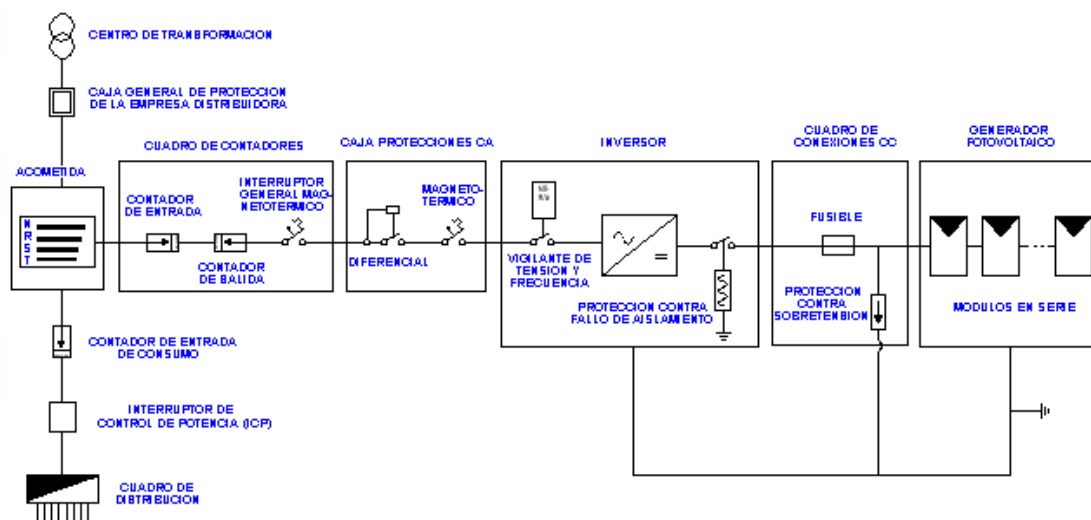 CENTRO DE TRANSFORMACION
CAJA GENERAL DE PROTECCION
DE LA EMPRESA DISTRIBUIDORA
ACOMETIDA
N
R
S
T
CUADRO DE CONTADORES
CONTADOR
DE ENTRADA
CONTADOR
DE SALIDA
INTERRUPTOR
GENERAL MAG-
NETOTERMICO
CAJA PROTECCIONES CA
DIFERENCIAL
MAGNETO-
TERMICO
INVERSOR
VIGILANTE DE
TENSION Y
FRECUENCIA
PROTECCION CONTRA
FALLO DE AISLAMIENTO
CUADRO DE
CONEXIONES CC
FUSIBLE
PROTECCION
CONTRA
SOBRETENSION
GENERADOR
FOTOVOLTAICO
MODULOS EN SERIE
CONTADOR DE ENTRADA
DE CONSUMO
INTERRUPTOR DE
CONTROL DE POTENCIA (ICP)
CUADRO DE
DISTRIBUCION